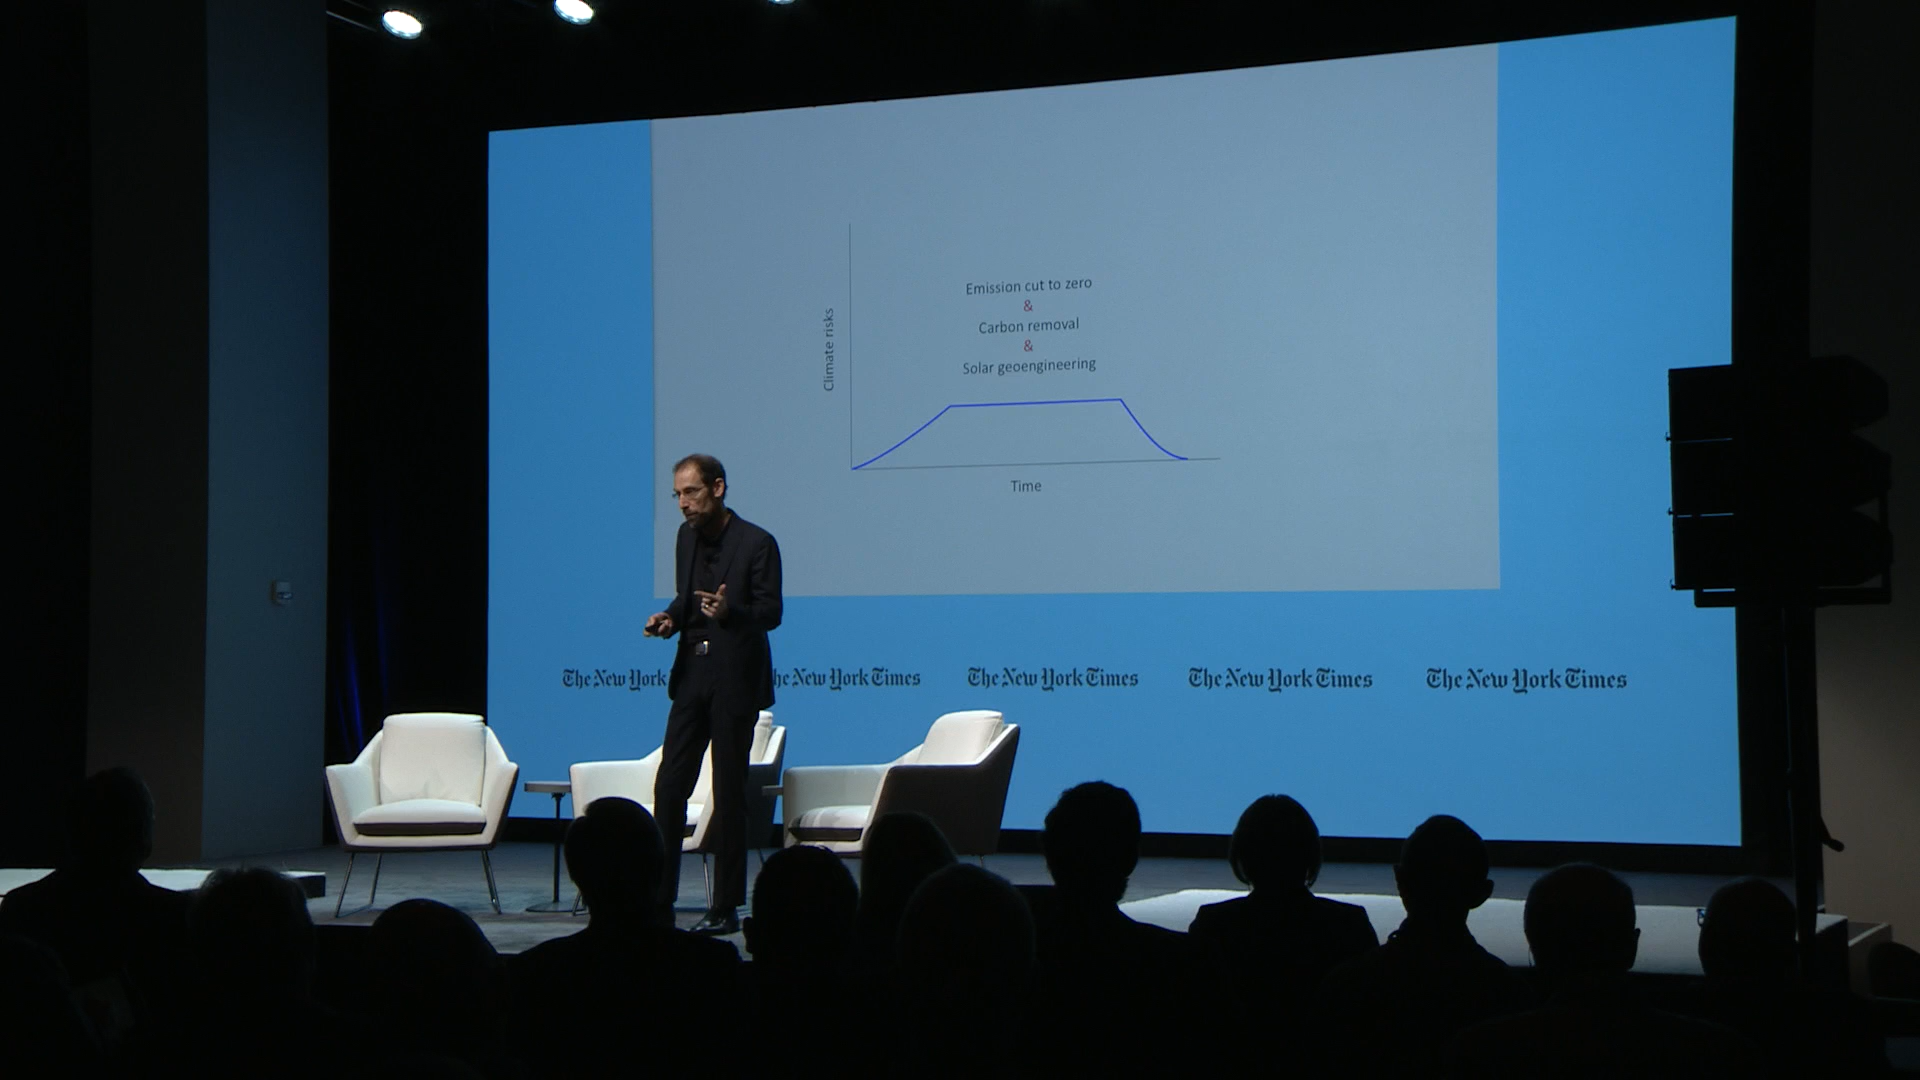 Emission cut to zero
&
Carbon removal
&
Solar geoengineering
Climate risks
Time
The New York
he New York Times
The New York Times
The New York Times
The New York Times